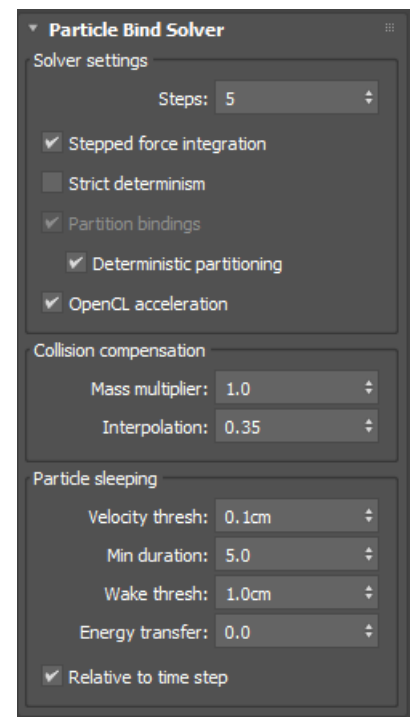 Particle Bind Solver
Solver settings
Steps: 5
Stepped force integration
Strict determinism
Partition bindings
Deterministic partitioning
OpenCL acceleration
Collision compensation
Mass multiplier: 1.0
Interpolation: 0.35
Particle sleeping
Velocity thresh: 0.1cm
Min duration: 5.0
Wake thresh: 1.0cm
Energy transfer: 0.0
Relative to time step